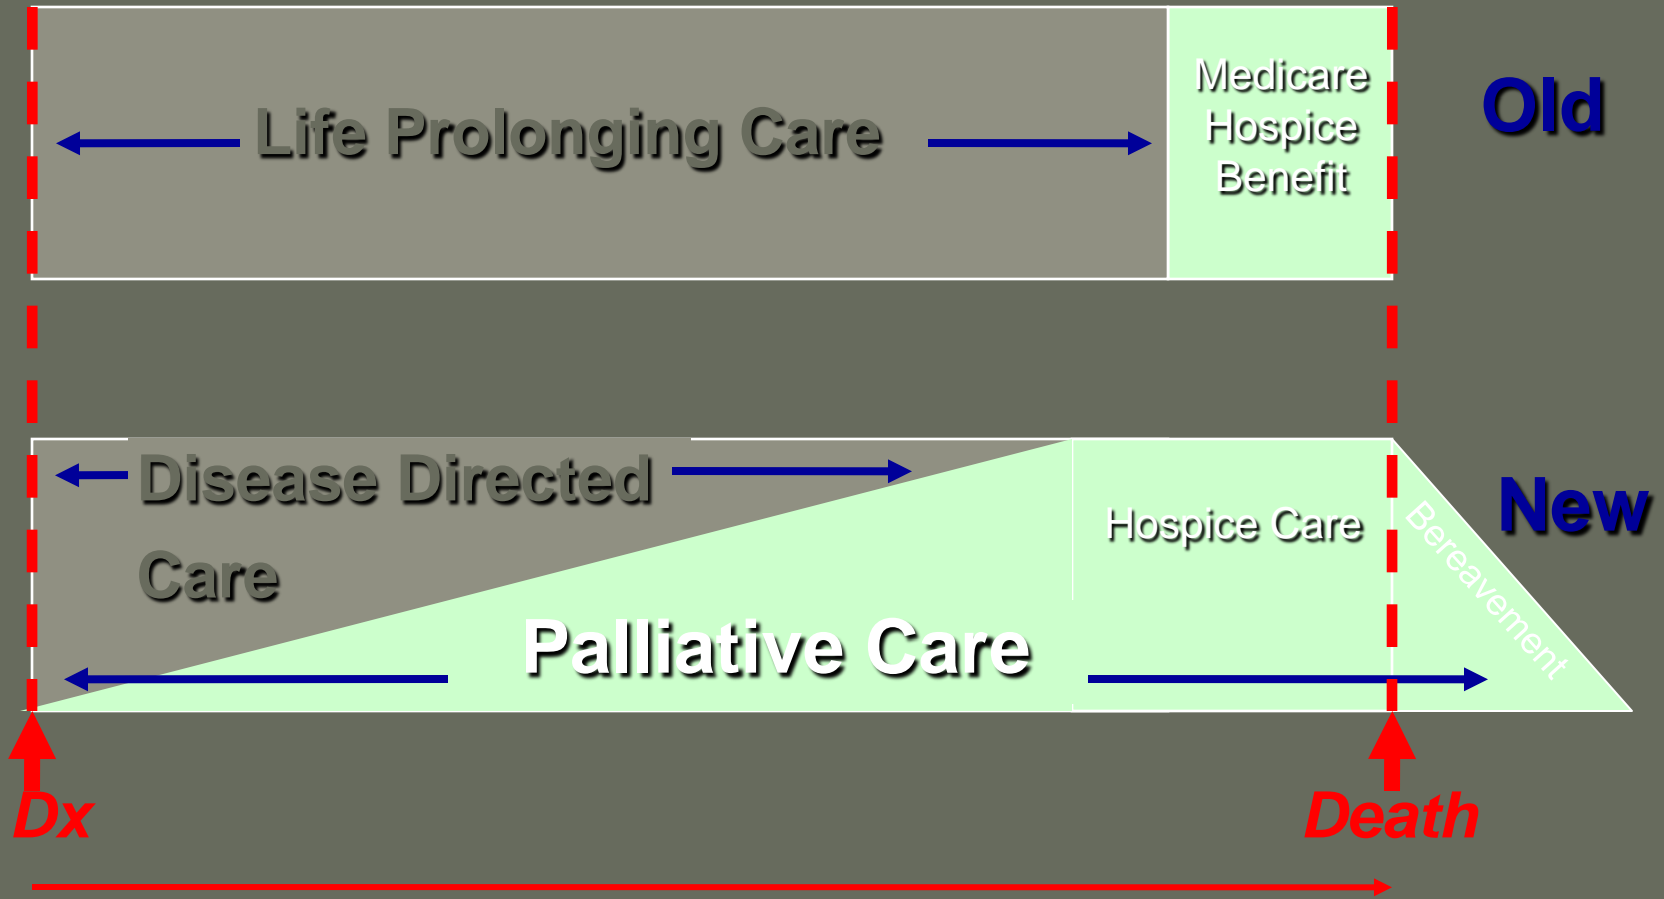 Life Prolonging Care
Medicare
Hospice
Benefit
Old
Disease Directed
Care
Hospice Care
Palliative Care
Bereavement
New
Dx
Death